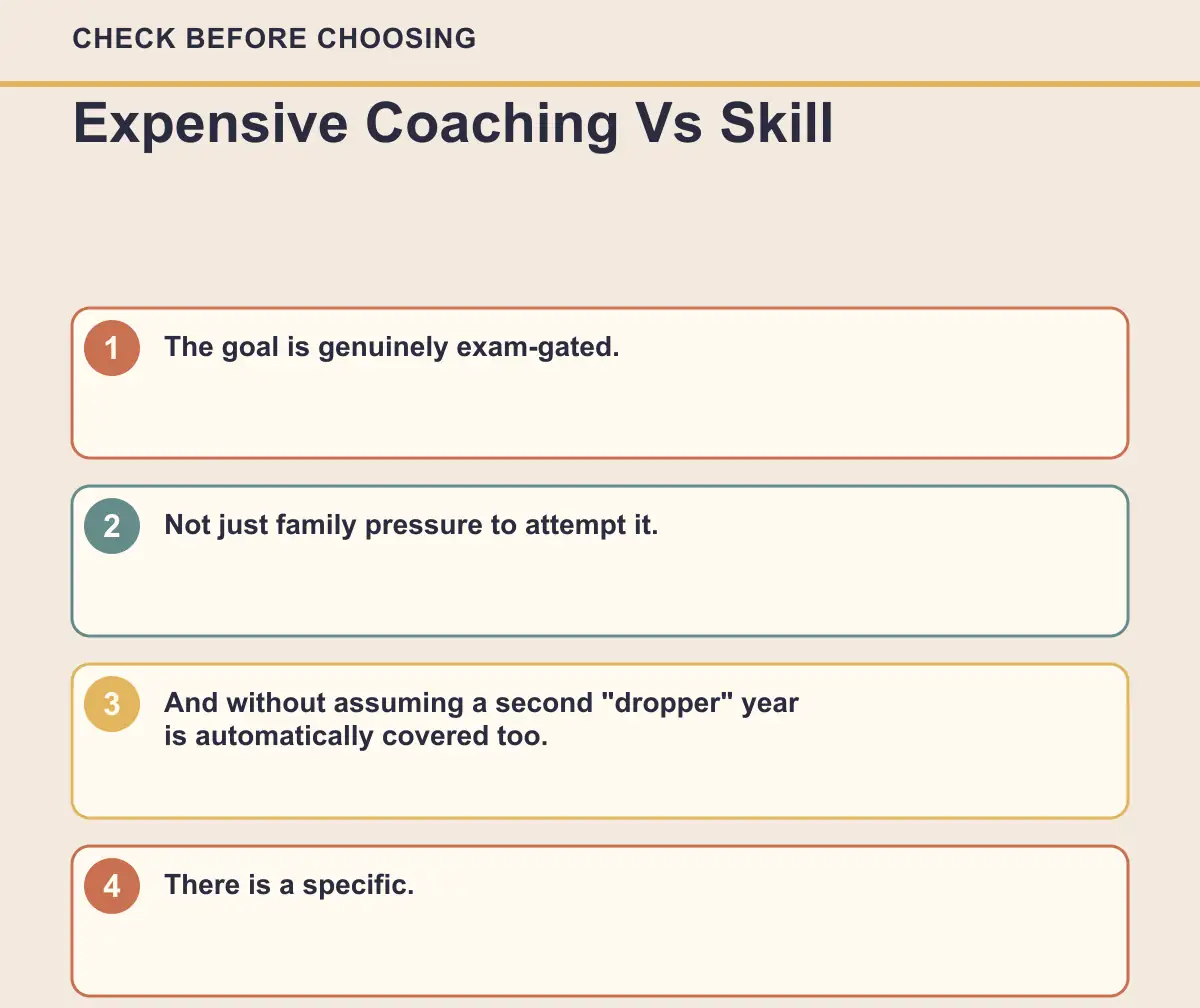 CHECK BEFORE CHOOSING
Expensive Coaching Vs Skill
1
The goal is genuinely exam-gated.
2
Not just family pressure to attempt it.
3
And without assuming a second "dropper" year
is automatically covered too.
4
There is a specific.